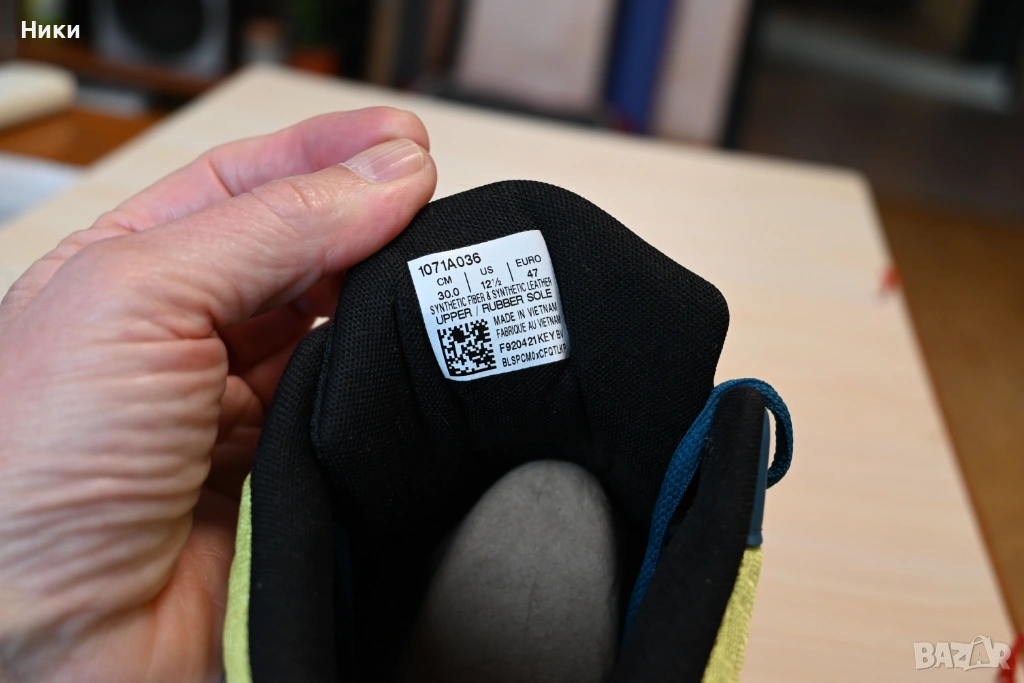 Ники
1071A036
CM | US | EURO
30.0 | 12½ | 47
SYNTHETIC FIBER & SYNTHETIC LEATHER
UPPER / RUBBER SOLE
MADE IN VIETNAM
FABRIQUE AU VIETNAM
F920421KEY BV
BLSPCM0xCFQTLKF
BAZAR